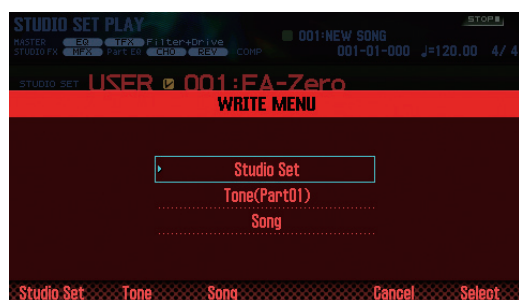 STUDIO SET PLAY
STOP
MASTER EQ TFX Filter+Drive
001:NEW SONG
STUDIO FX MFX Part EQ CHO REV COMP
001-01-000 ♩=120.00 4/4
STUDIO SET USER 001:FA-Zero
WRITE MENU
Studio Set
Tone(Part01)
Song
Studio Set Tone Song Cancel Select